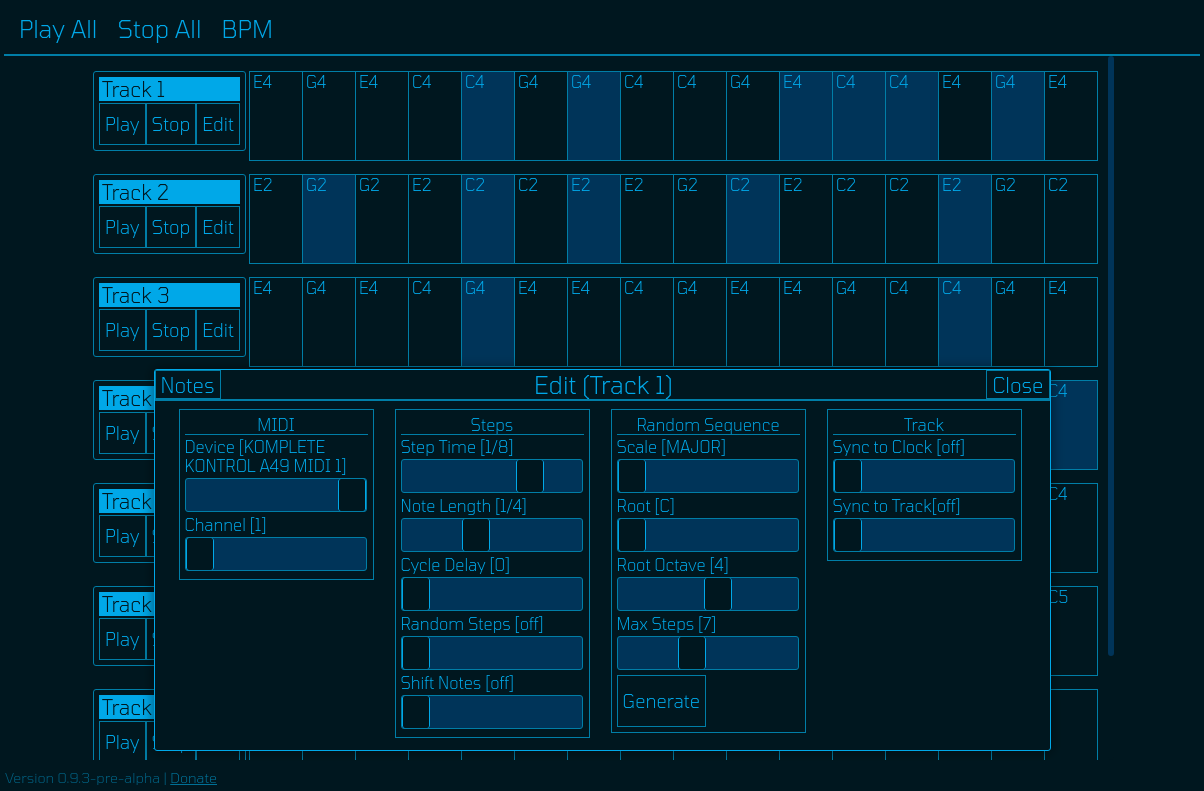 Play All Stop All BPM
Track 1
E4 G4 E4 C4 C4 G4 G4 C4 C4 G4 E4 C4 C4 E4 G4 E4
Play Stop Edit
Track 2
E2 G2 G2 E2 C2 C2 E2 E2 G2 C2 E2 C2 C2 E2 G2 C2
Play Stop Edit
Track 3
E4 G4 E4 C4 G4 E4 E4 C4 G4 E4 E4 G4 C4 C4 G4 E4
Play Stop Edit
Notes Edit (Track 1) Close
Track
C4
Play
MIDI
Device [KOMPLETE
KONTROL A49 MIDI 1]
Channel [1]
Steps
Step Time [1/8]
Note Length [1/4]
Cycle Delay [0]
Random Steps [off]
Shift Notes [off]
Random Sequence
Scale [MAJOR]
Root [C]
Root Octave [4]
Max Steps [7]
Generate
Track
Sync to Clock [off]
Sync to Track[off]
Track
C4
Play
Track
C5
Play
Track
Play
Version 0.9.3-pre-alpha | Donate